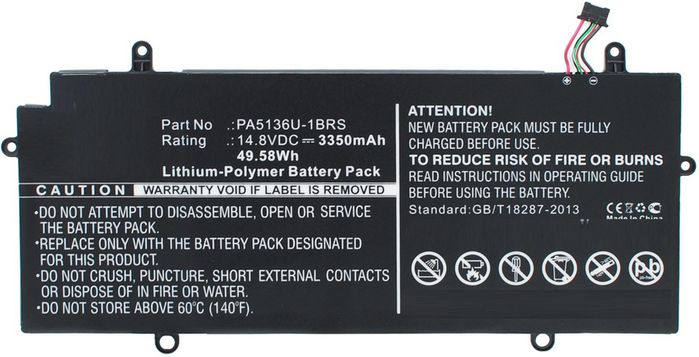 Part No :PA5136U-1BRS
Rating :14.8VDC ⎓ 3350mAh
49.58Wh
Lithium-Polymer Battery Pack
CAUTION WARRANTY VOID IF LABEL IS REMOVED
•DO NOT ATTEMPT TO DISASSEMBLE, OPEN OR SERVICE
THE BATTERY PACK.
•REPLACE ONLY WITH THE BATTERY PACK DESIGNATED
FOR THIS PRODUCT.
•DO NOT CRUSH, PUNCTURE, SHORT EXTERNAL CONTACTS
OR DISPOSE OF IN FIRE OR WATER.
•DO NOT STORE ABOVE 60°C (140°F).
ATTENTION!
NEW BATTERY PACK MUST BE FULLY
CHARGED BEFORE USE.
TO REDUCE RISK OF FIRE OR BURNS
READ INSTRUCTIONS IN OPERATING GUIDE
BEFORE USING THE BATTERY.
Standard:GB/T18287-2013
CE
Made In China
+ -
pb